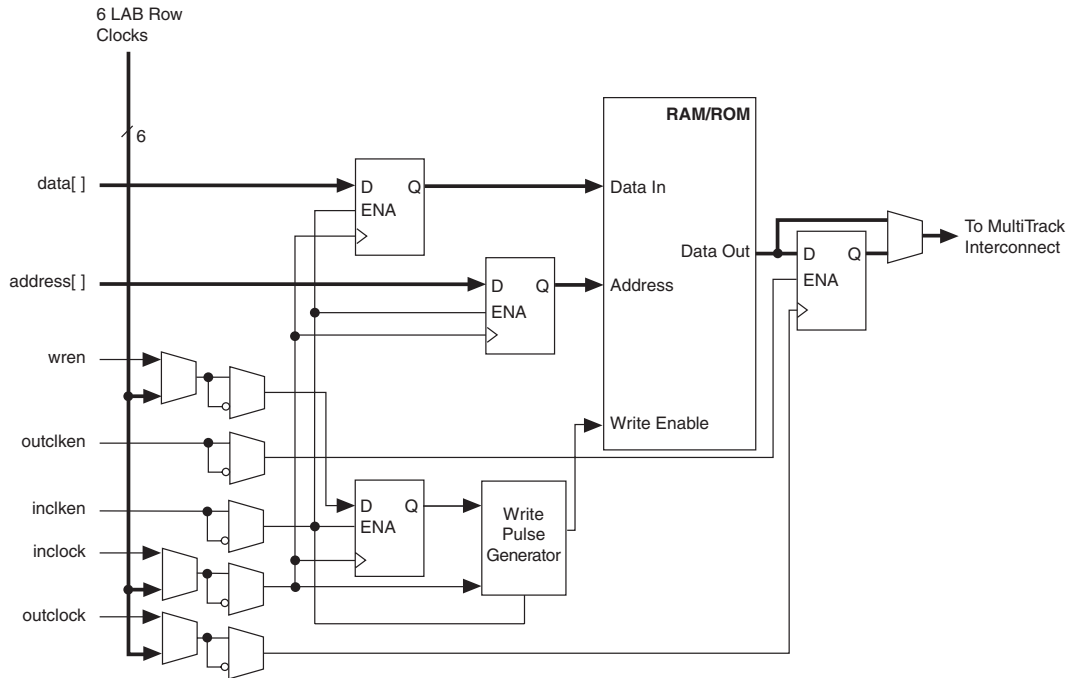 6 LAB Row
Clocks
6
RAM/ROM
data[ ]
D Q
ENA
Data In
To MultiTrack
Interconnect
Data Out
D Q
ENA
address[ ]
D Q
ENA
Address
wren
Write Enable
outclken
inclken
D Q
ENA
Write
Pulse
Generator
inclock
outclock